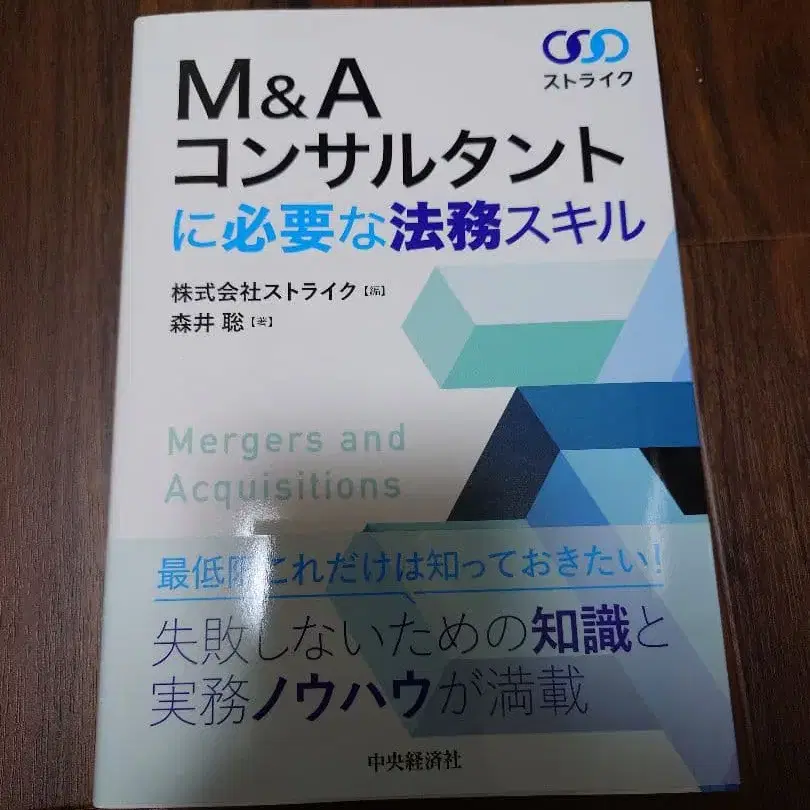 ストライク
M&A
コンサルタント
に必要な法務スキル
株式会社ストライク【編】
森井 聡【著】
Mergers and
Acquisitions
最低限これだけは知っておきたい!
失敗しないための知識と
実務ノウハウが満載
中央経済社